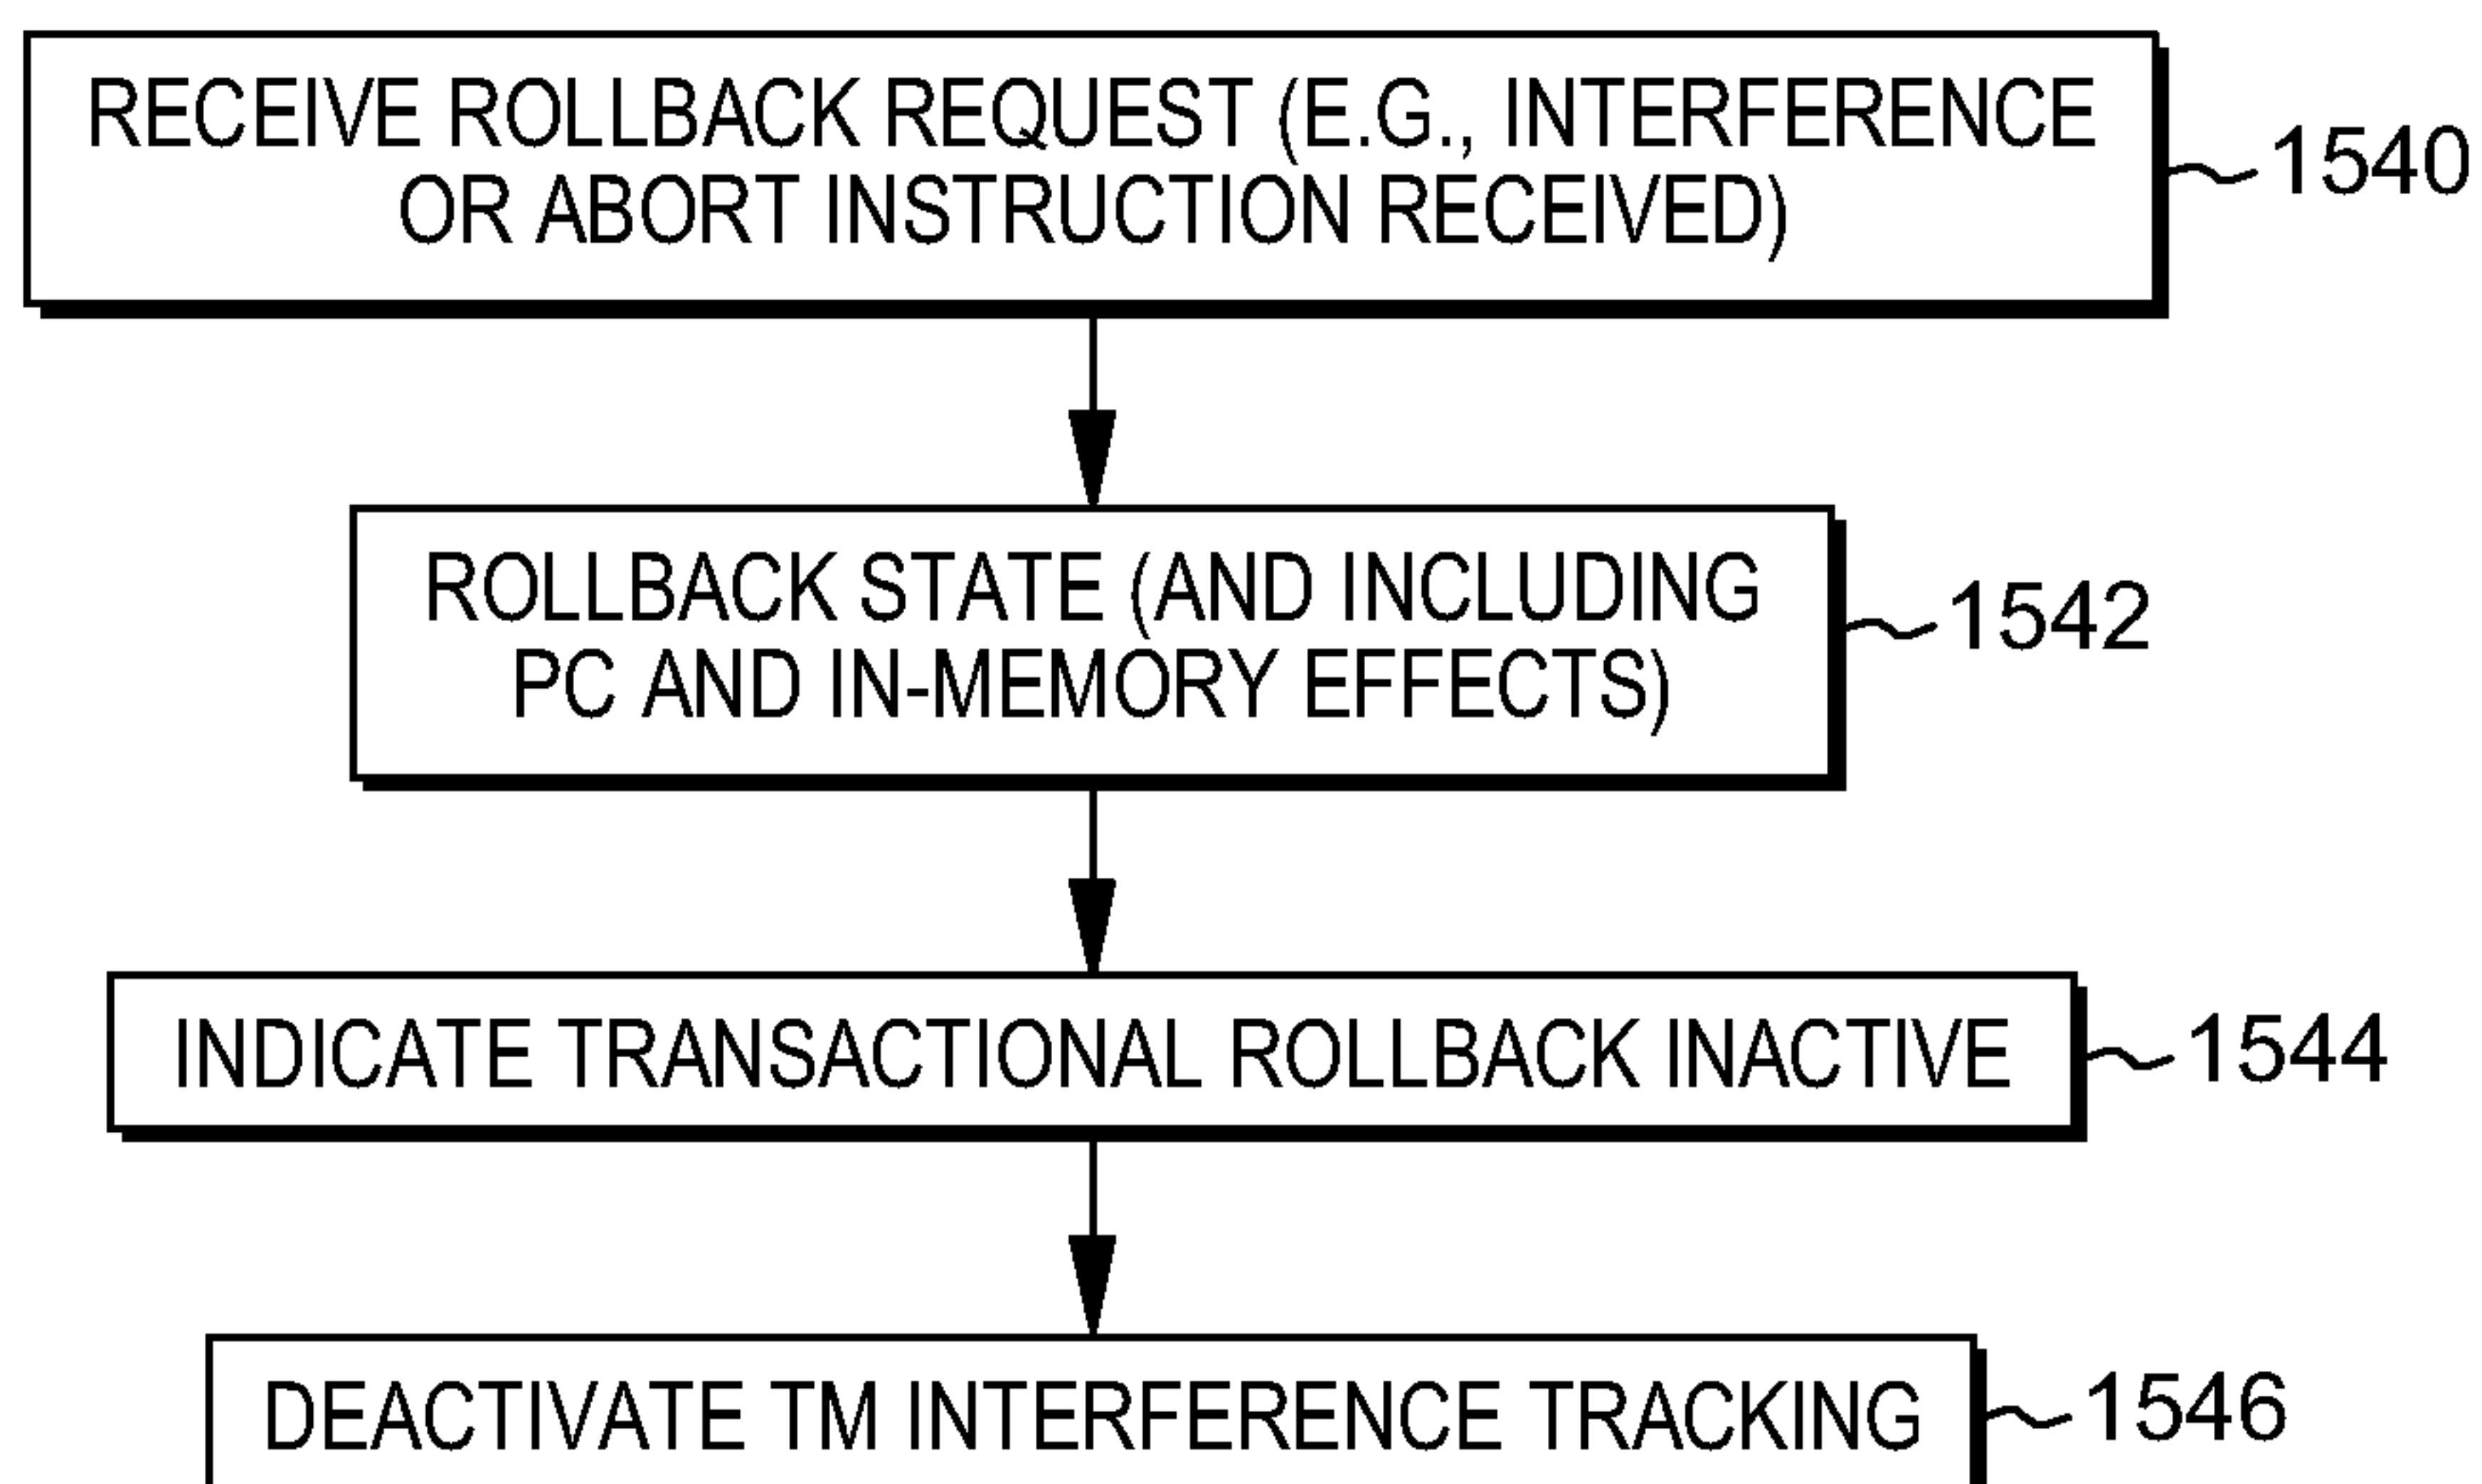 RECEIVE ROLLBACK REQUEST (E.G., INTERFERENCE
OR ABORT INSTRUCTION RECEIVED)
1540
ROLLBACK STATE (AND INCLUDING
PC AND IN-MEMORY EFFECTS)
1542
INDICATE TRANSACTIONAL ROLLBACK INACTIVE
1544
DEACTIVATE TM INTERFERENCE TRACKING
1546